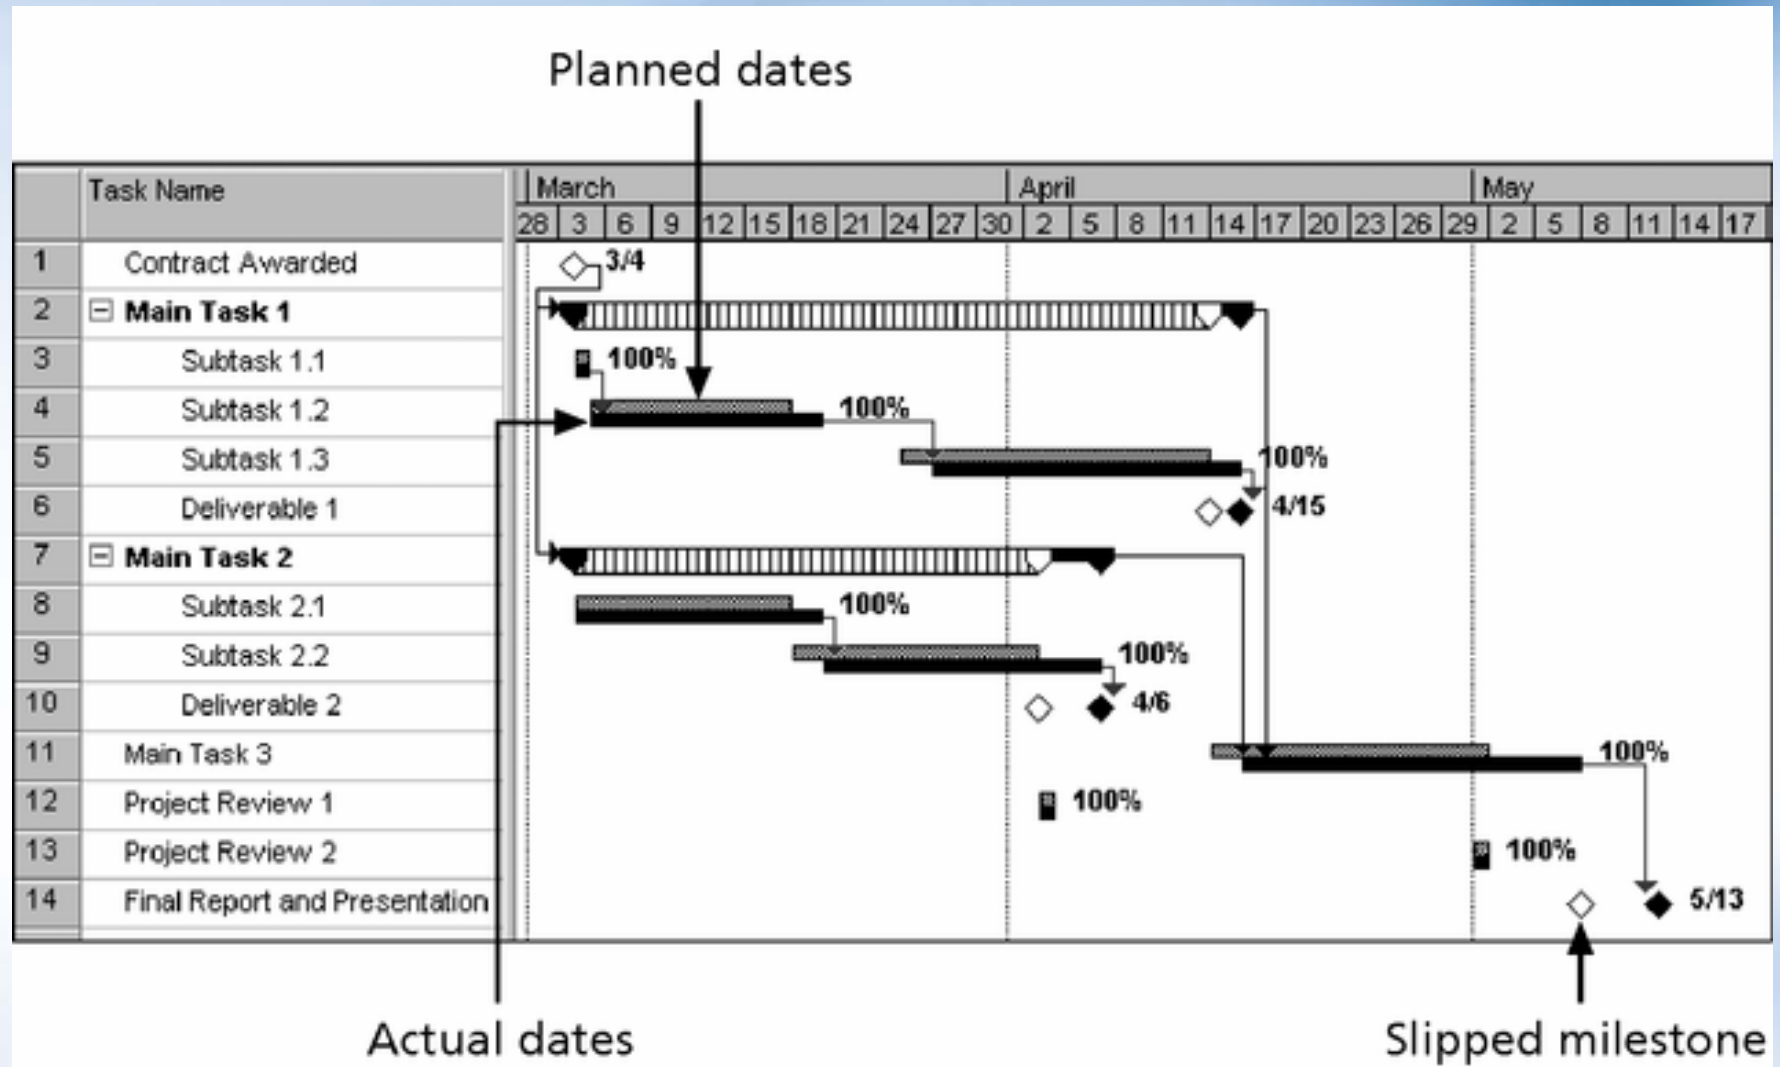 Planned dates
Task Name
March April May
28 3 6 9 12 15 18 21 24 27 30 2 5 8 11 14 17 20 23 26 29 2 5 8 11 14 17
1 Contract Awarded 3/4
2 Main Task 1
3 Subtask 1.1 100%
4 Subtask 1.2 100%
5 Subtask 1.3 100%
6 Deliverable 1 4/15
7 Main Task 2
8 Subtask 2.1 100%
9 Subtask 2.2 100%
10 Deliverable 2 4/6
11 Main Task 3 100%
12 Project Review 1 100%
13 Project Review 2 100%
14 Final Report and Presentation 5/13
Actual dates Slipped milestone